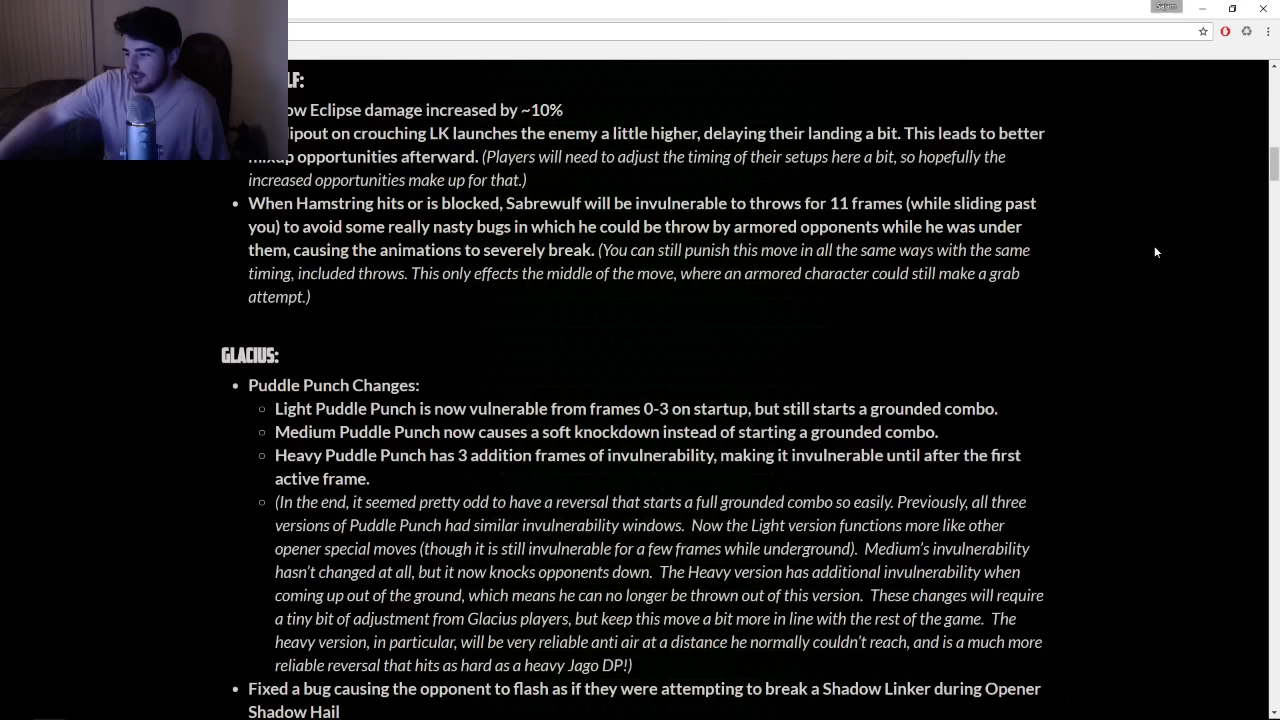 Sajam
LF:
ow Eclipse damage increased by ~10%
lipout on crouching LK launches the enemy a little higher, delaying their landing a bit. This leads to better
mixup opportunities afterward. (Players will need to adjust the timing of their setups here a bit, so hopefully the
increased opportunities make up for that.)
• When Hamstring hits or is blocked, Sabrewulf will be invulnerable to throws for 11 frames (while sliding past
you) to avoid some really nasty bugs in which he could be throw by armored opponents while he was under
them, causing the animations to severely break. (You can still punish this move in all the same ways with the same
timing, included throws. This only effects the middle of the move, where an armored character could still make a grab
attempt.)
GLACIUS:
• Puddle Punch Changes:
○ Light Puddle Punch is now vulnerable from frames 0-3 on startup, but still starts a grounded combo.
○ Medium Puddle Punch now causes a soft knockdown instead of starting a grounded combo.
○ Heavy Puddle Punch has 3 addition frames of invulnerability, making it invulnerable until after the first
active frame.
○ (In the end, it seemed pretty odd to have a reversal that starts a full grounded combo so easily. Previously, all three
versions of Puddle Punch had similar invulnerability windows. Now the Light version functions more like other
opener special moves (though it is still invulnerable for a few frames while underground). Medium's invulnerability
hasn't changed at all, but it now knocks opponents down. The Heavy version has additional invulnerability when
coming up out of the ground, which means he can no longer be thrown out of this version. These changes will require
a tiny bit of adjustment from Glacius players, but keep this move a bit more in line with the rest of the game. The
heavy version, in particular, will be very reliable anti air at a distance he normally couldn't reach, and is a much more
reliable reversal that hits as hard as a heavy Jago DP!)
• Fixed a bug causing the opponent to flash as if they were attempting to break a Shadow Linker during Opener
Shadow Hail